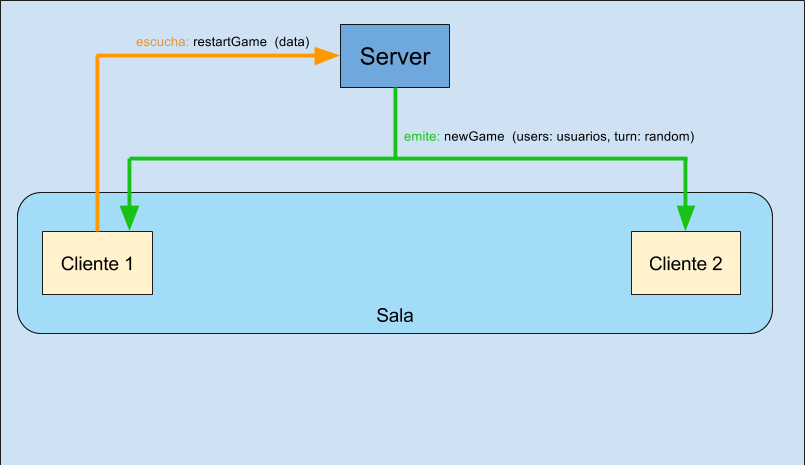 escucha: restartGame (data)
Server
emite: newGame (users: usuarios, turn: random)
Cliente 1
Cliente 2
Sala